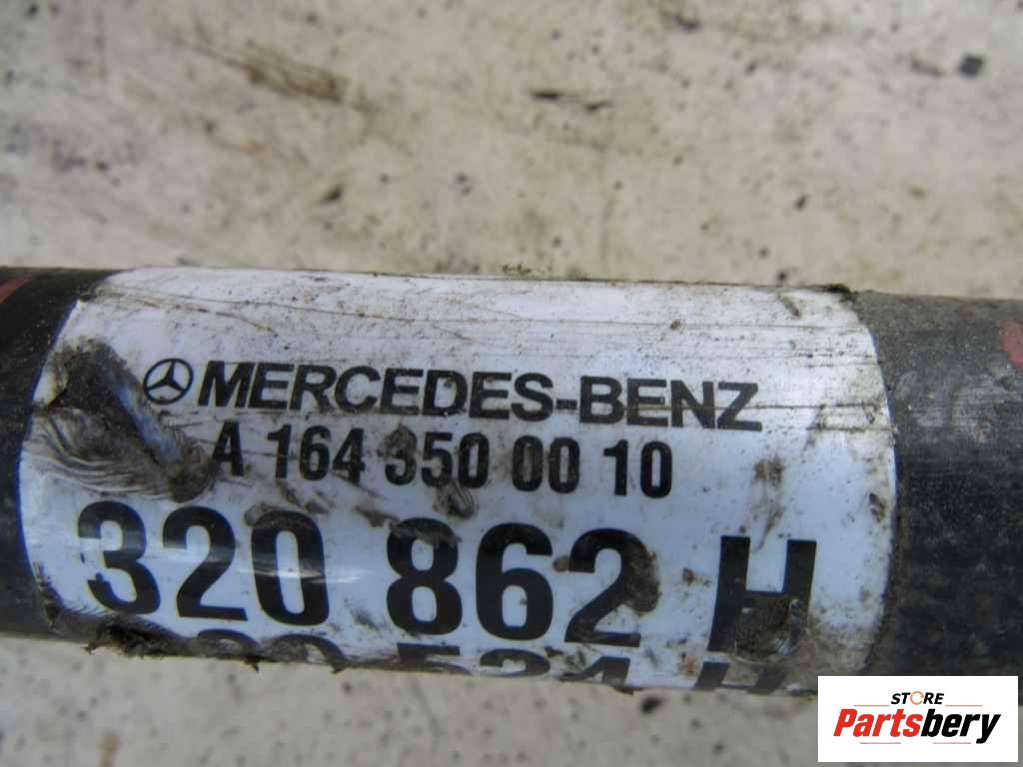 MERCEDES-BENZ
A 164 350 00 10
320 862 H
STORE
Partsbery